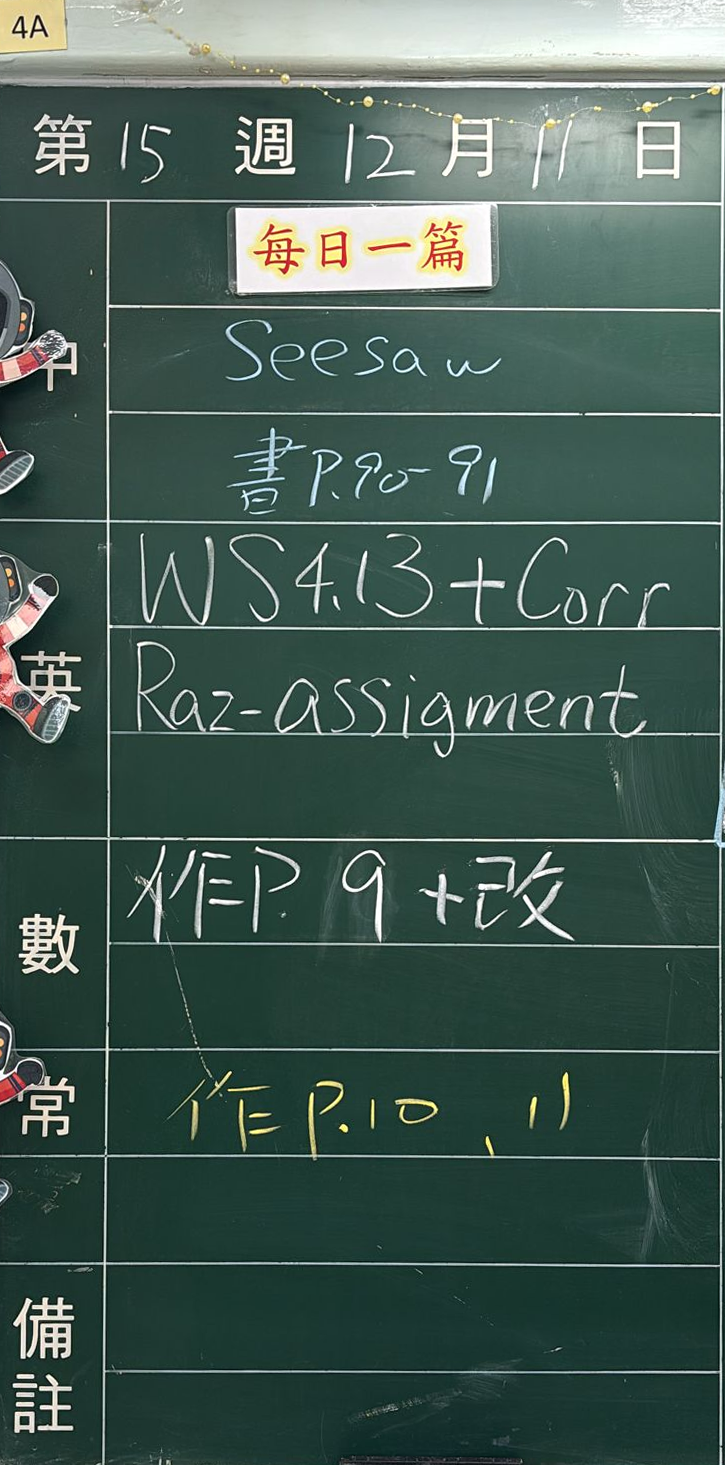 4A
第 15 週 12 月 11 日
每日一篇
中
Seesaw
書P.90-91
WS4.13+Corr
英
Raz-assigment
作P. 9 +改
數
常
作P.10、11
備
註